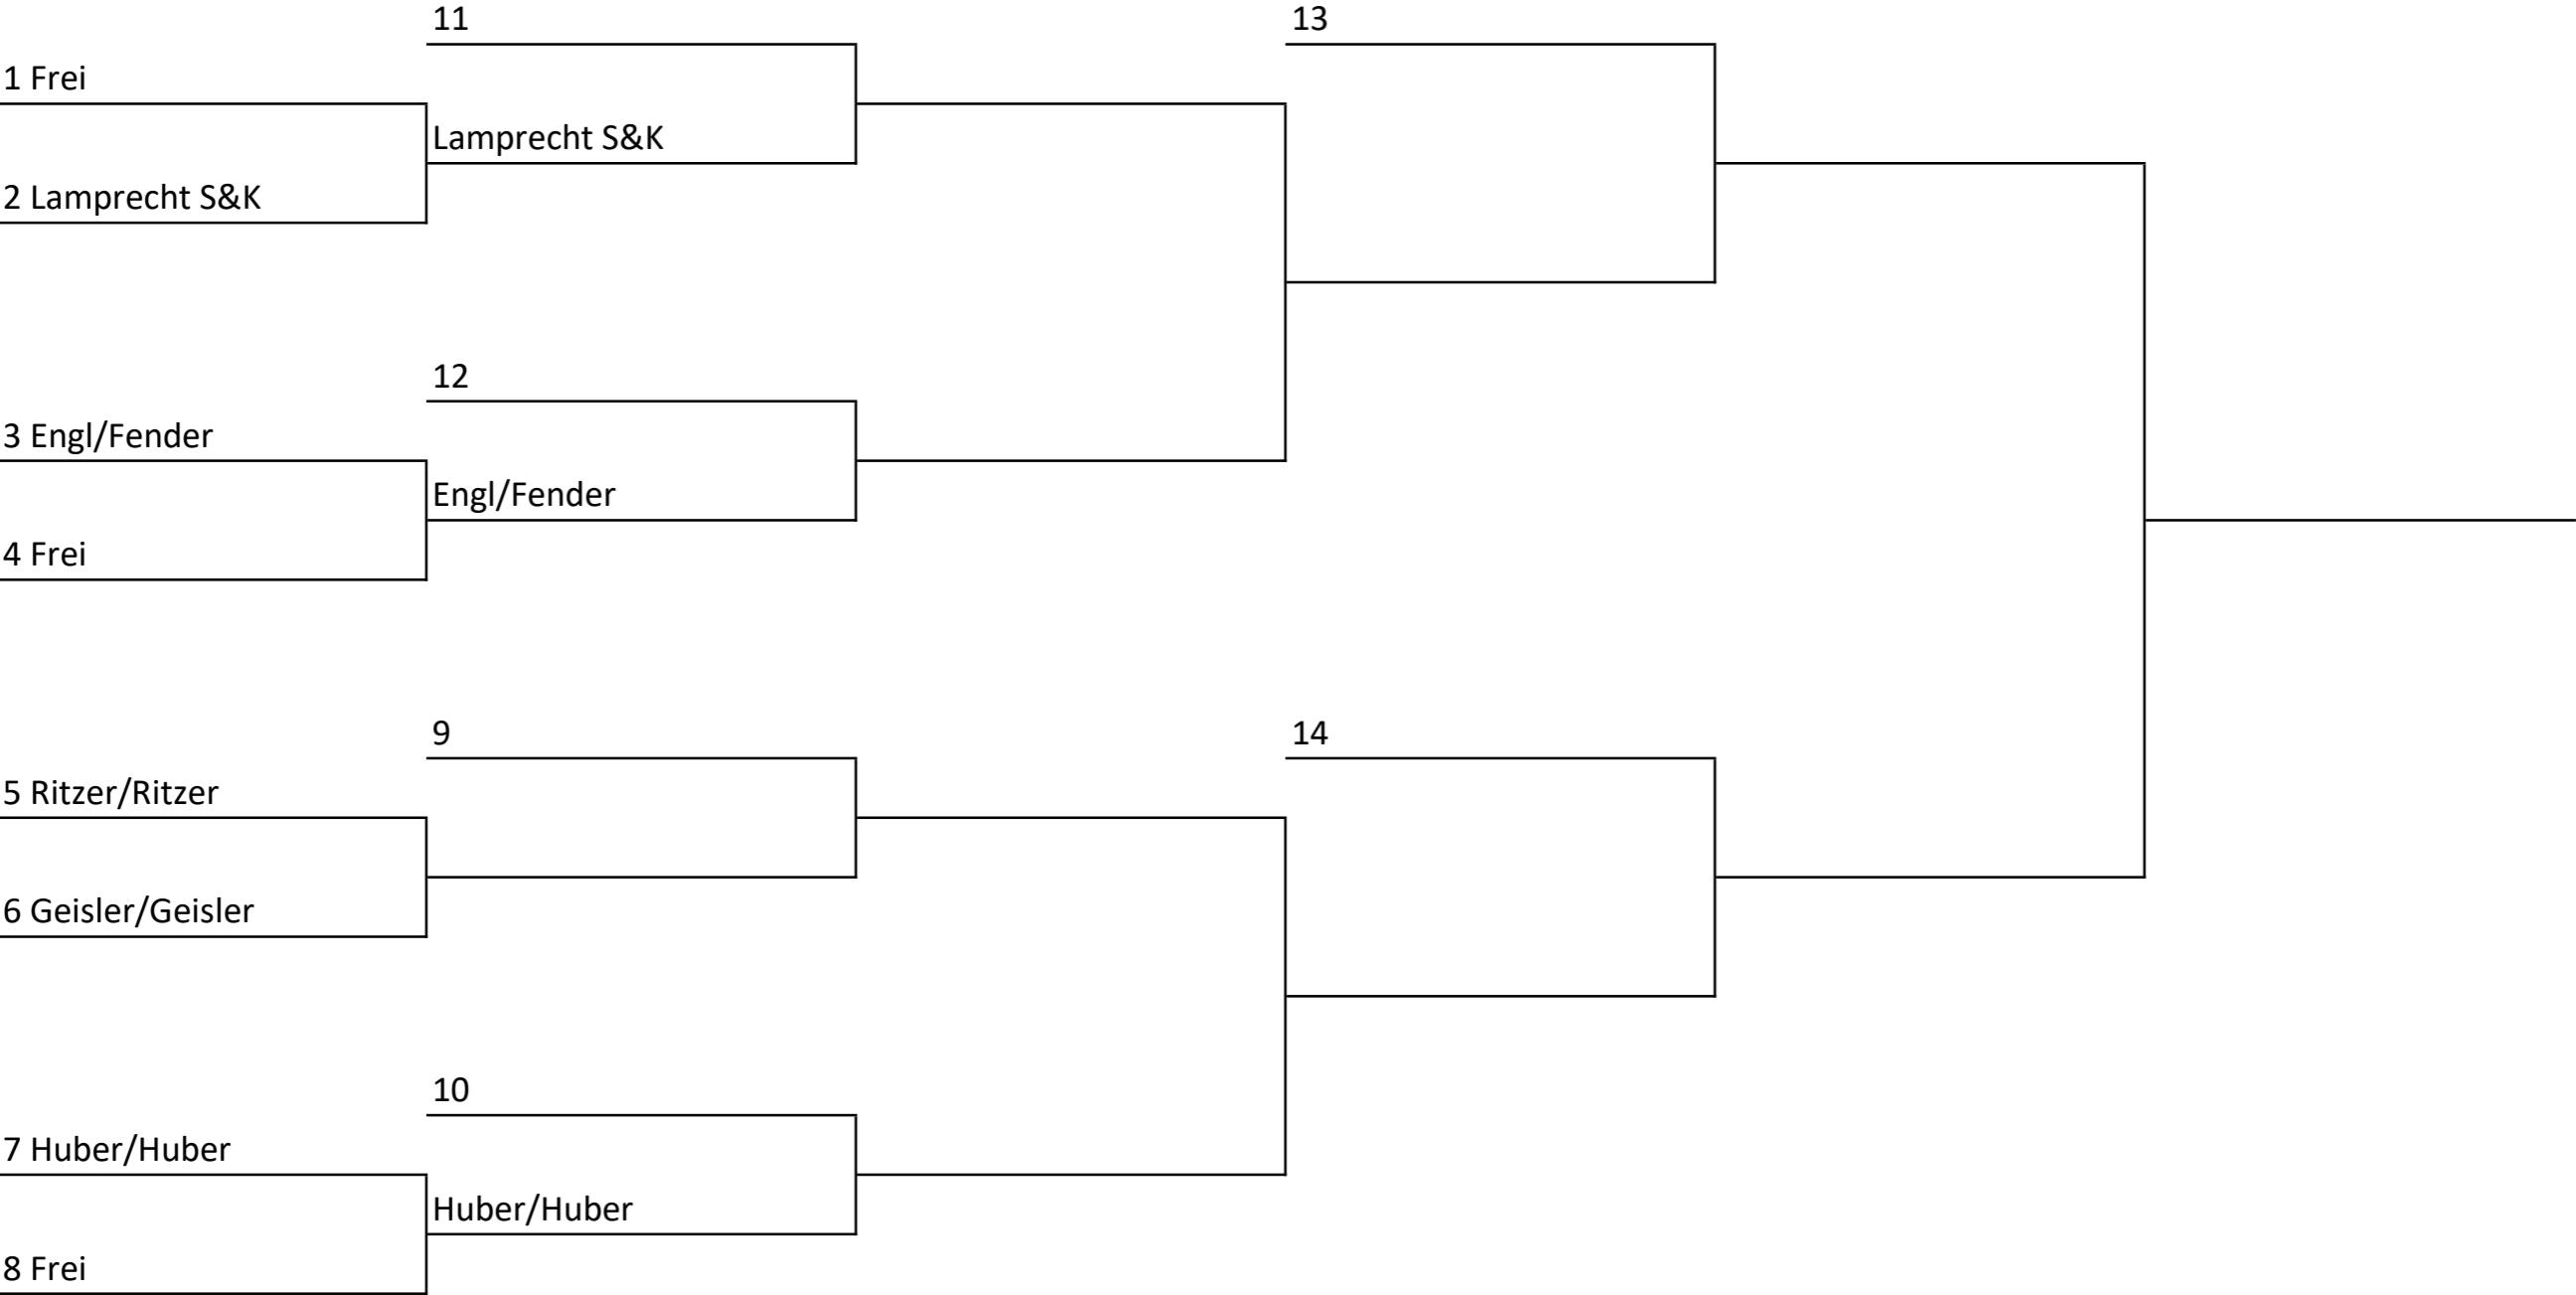 11
13
1 Frei
Lamprecht S&K
2 Lamprecht S&K
12
3 Engl/Fender
Engl/Fender
4 Frei
9
14
5 Ritzer/Ritzer
6 Geisler/Geisler
10
7 Huber/Huber
Huber/Huber
8 Frei